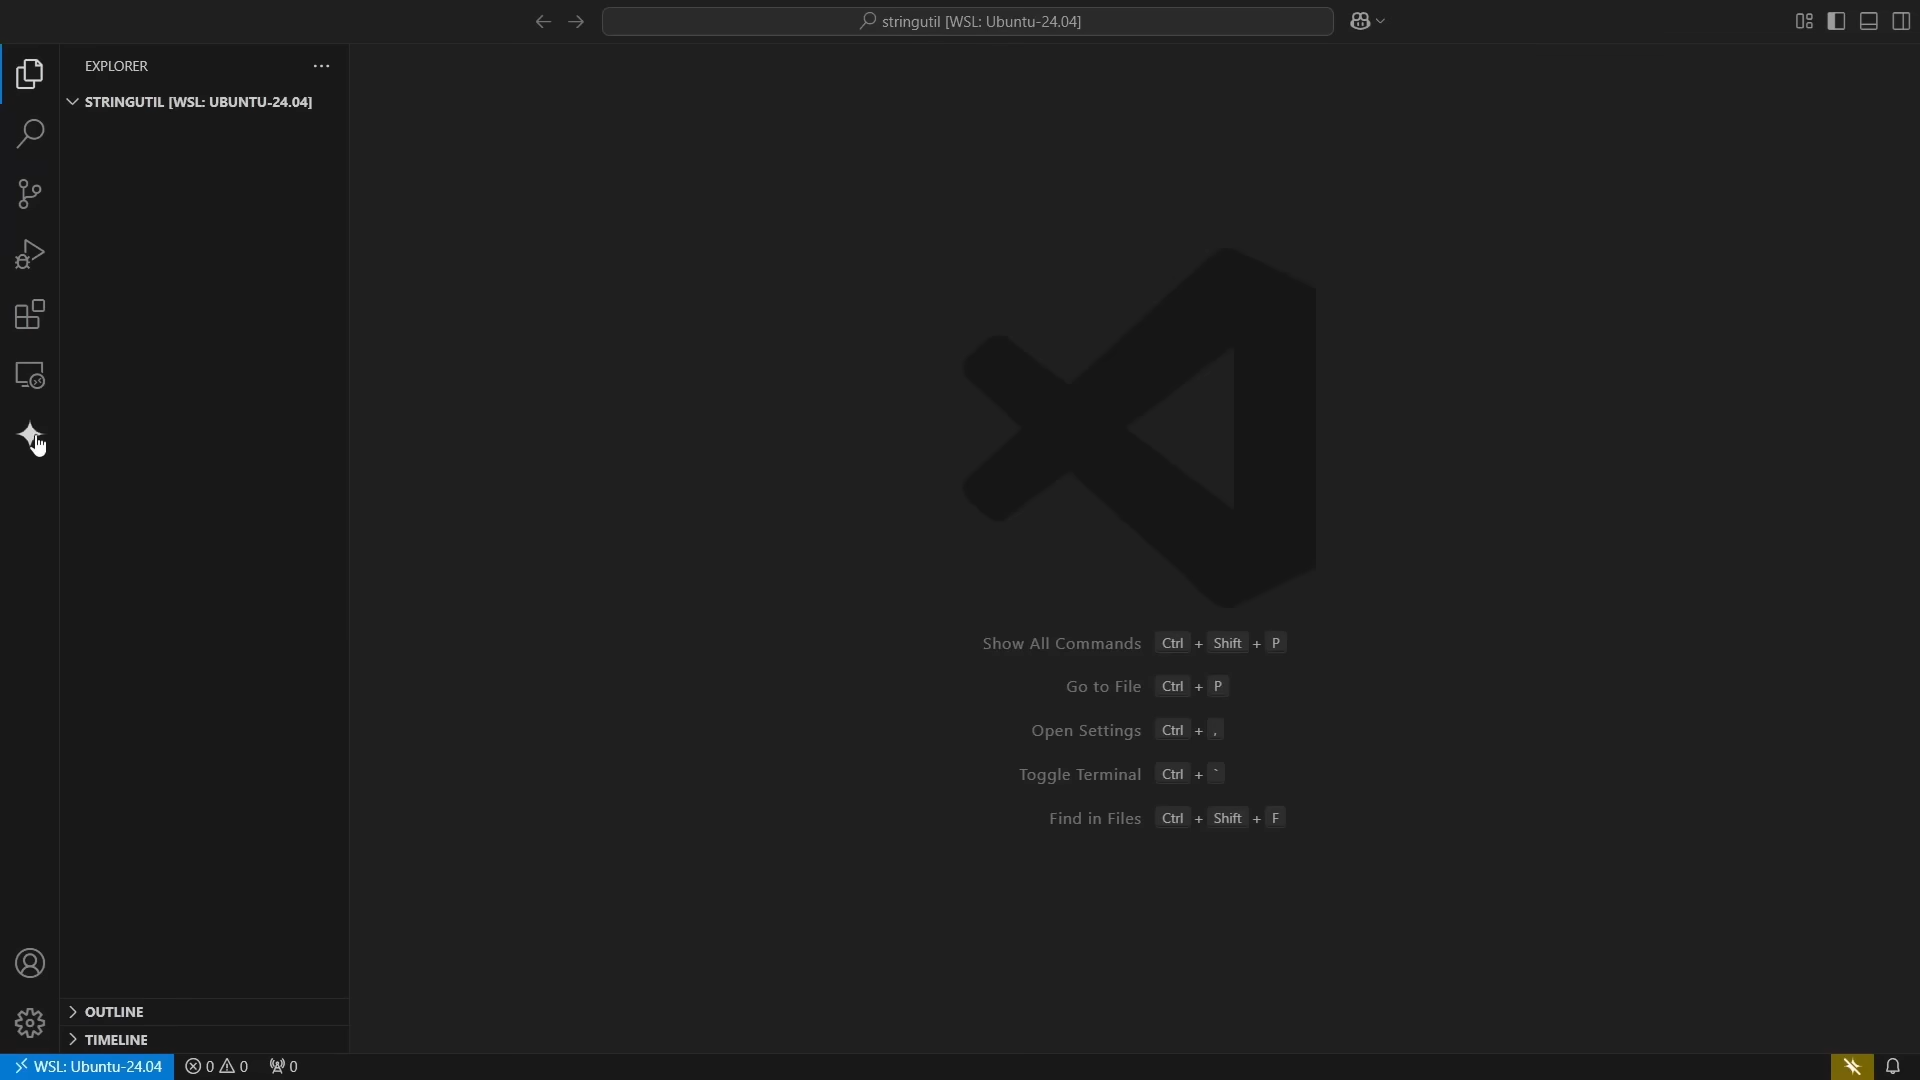 stringutil [WSL: Ubuntu-24.04]
EXPLORER
STRINGUTIL [WSL: UBUNTU-24.04]
Show All Commands Ctrl + Shift + P
Go to File Ctrl + P
Open Settings Ctrl + ,
Toggle Terminal Ctrl + `
Find in Files Ctrl + Shift + F
OUTLINE
TIMELINE
WSL: Ubuntu-24.04 0 0 0